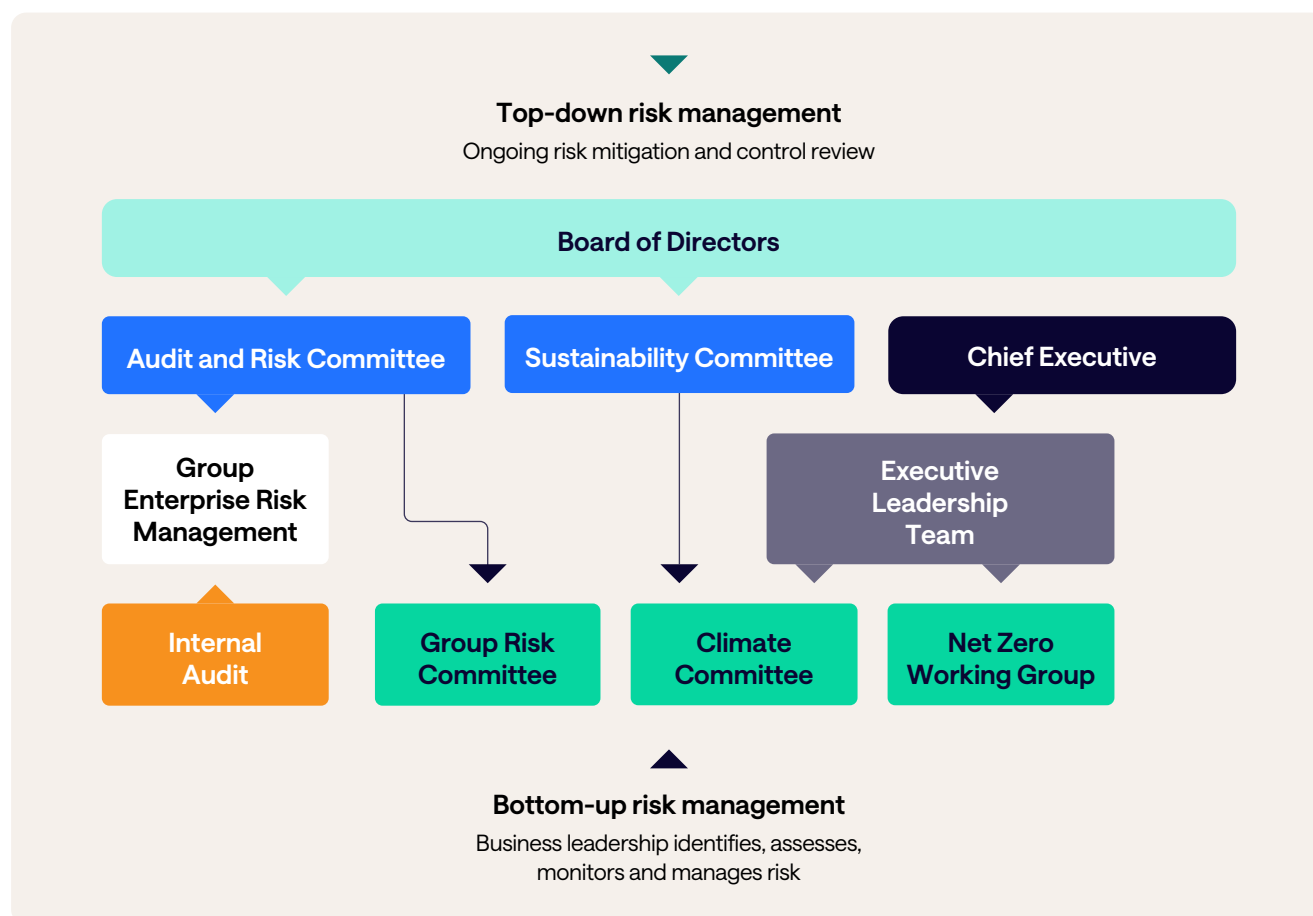 Top-down risk management
Ongoing risk mitigation and control review
Board of Directors
Audit and Risk Committee
Sustainability Committee
Chief Executive
Group
Enterprise Risk
Management
Executive
Leadership
Team
Internal
Audit
Group Risk
Committee
Climate
Committee
Net Zero
Working Group
Bottom-up risk management
Business leadership identifies, assesses,
monitors and manages risk